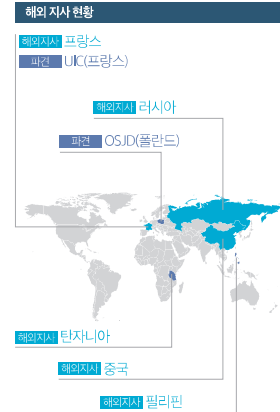 해외 지사 현황
해외지사 프랑스
파견 UIC(프랑스)
해외지사 러시아
파견 OSJD(폴란드)
해외지사 탄자니아
해외지사 중국
해외지사 필리핀